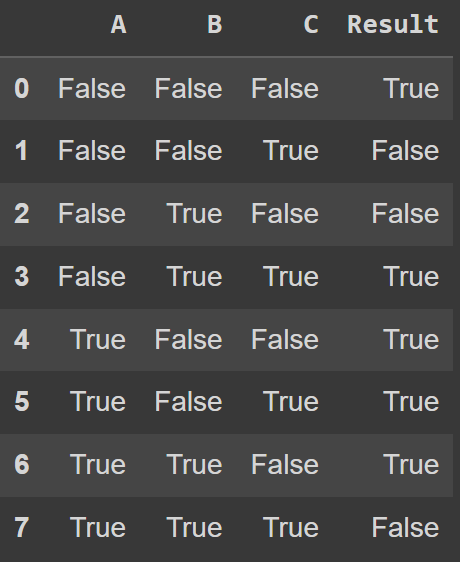 A B C Result
0 False False False True
1 False False True False
2 False True False False
3 False True True True
4 True False False True
5 True False True True
6 True True False True
7 True True True False